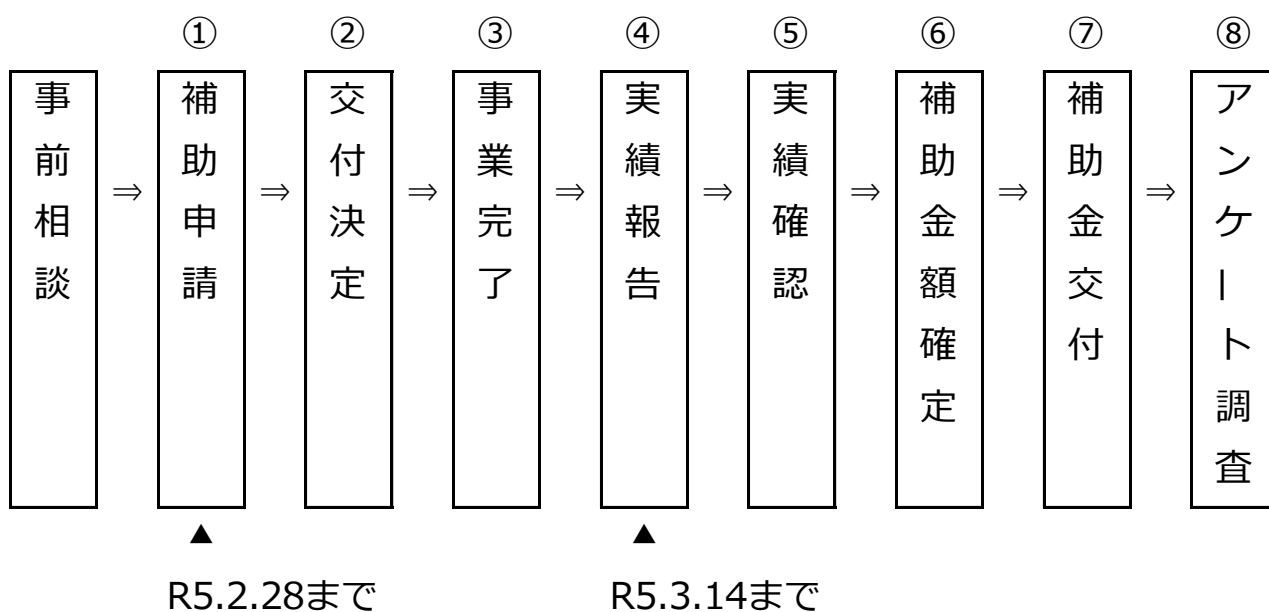 ① ② ③ ④ ⑤ ⑥ ⑦ ⑧
事前相談
⇒
補助申請
⇒
交付決定
⇒
事業完了
⇒
実績報告
⇒
実績確認
⇒
補助金額確定
⇒
補助金交付
⇒
アンケート調査
▲ ▲
R5.2.28まで R5.3.14まで